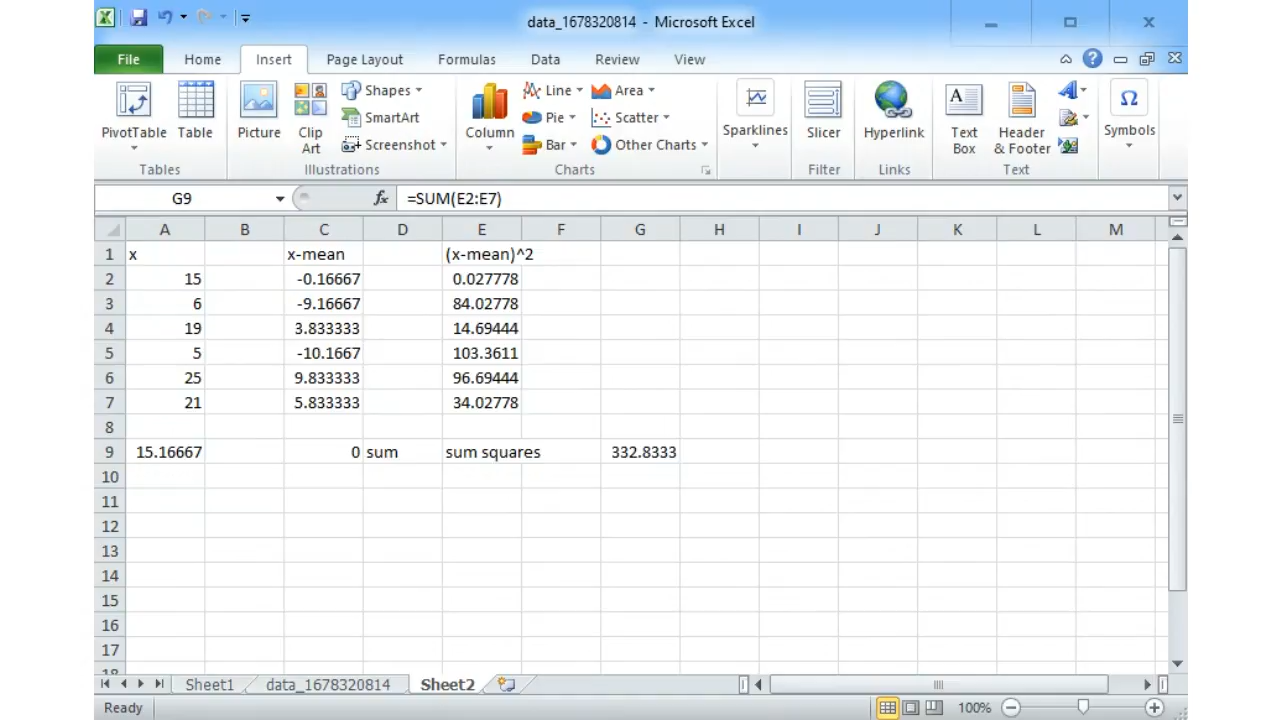 data_1678320814 - Microsoft Excel
File Home Insert Page Layout Formulas Data Review View
PivotTable Table Picture Clip Art Shapes SmartArt Screenshot Column Line Pie Bar Area Scatter Other Charts Sparklines Slicer Hyperlink Text Box Header & Footer Symbols
Tables Illustrations Charts Filter Links Text
G9 fx =SUM(E2:E7)
A B C D E F G H I J K L M
1 x x-mean (x-mean)^2
2 15 -0.16667 0.027778
3 6 -9.16667 84.02778
4 19 3.833333 14.69444
5 5 -10.1667 103.3611
6 25 9.833333 96.69444
7 21 5.833333 34.02778
8
9 15.16667 0 sum sum squares 332.8333
10
11
12
13
14
15
16
17
18
Sheet1 data_1678320814 Sheet2
Ready 100%